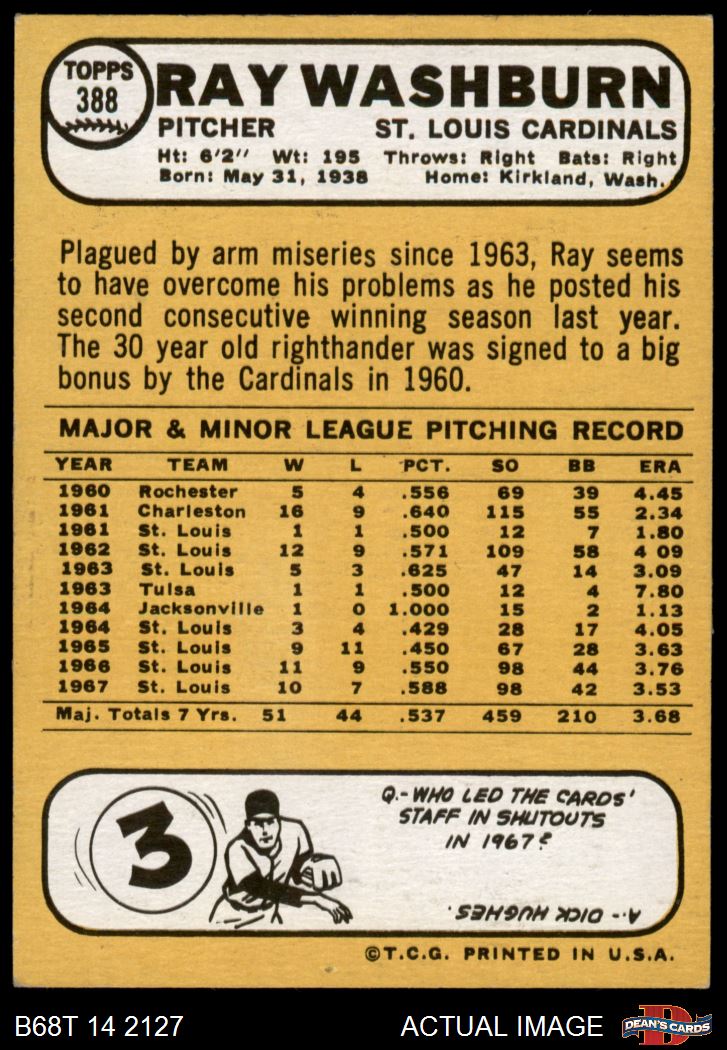 TOPPS
388
RAY WASHBURN
PITCHER ST. LOUIS CARDINALS
Ht: 6'2" Wt: 195 Throws: Right Bats: Right
Born: May 31, 1938 Home: Kirkland, Wash.
Plagued by arm miseries since 1963, Ray seems
to have overcome his problems as he posted his
second consecutive winning season last year.
The 30 year old righthander was signed to a big
bonus by the Cardinals in 1960.
MAJOR & MINOR LEAGUE PITCHING RECORD
YEAR TEAM W L PCT. SO BB ERA
1960 Rochester 5 4 .556 69 39 4.45
1961 Charleston 16 9 .640 115 55 2.34
1961 St. Louis 1 1 .500 12 7 1.80
1962 St. Louis 12 9 .571 109 58 4 09
1963 St. Louis 5 3 .625 47 14 3.09
1963 Tulsa 1 1 .500 12 4 7.80
1964 Jacksonville 1 0 1.000 15 2 1.13
1964 St. Louis 3 4 .429 28 17 4.05
1965 St. Louis 9 11 .450 67 28 3.63
1966 St. Louis 11 9 .550 98 44 3.76
1967 St. Louis 10 7 .588 98 42 3.53
Maj. Totals 7 Yrs. 51 44 .537 459 210 3.68
3
Q.-WHO LED THE CARDS'
STAFF IN SHUTOUTS
IN 1967?
A.- DICK HUGHES.
©T.C.G. PRINTED IN U.S.A.
B68T 14 2127 ACTUAL IMAGE
D
DEAN'S CARDS